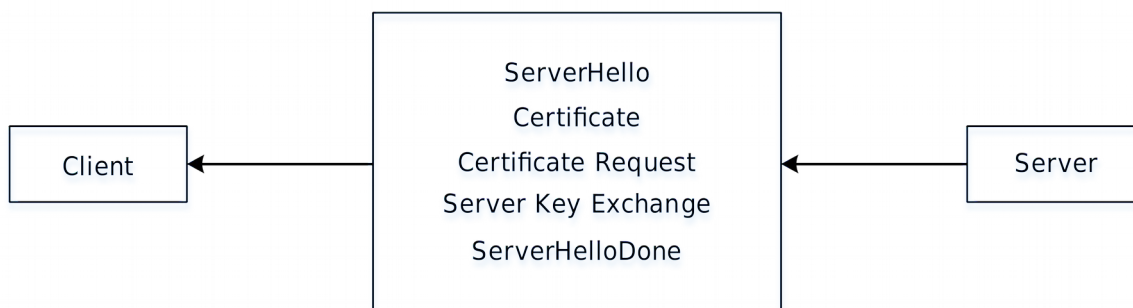 ServerHello
Certificate
Client
Certificate Request
Server
Server Key Exchange
ServerHelloDone